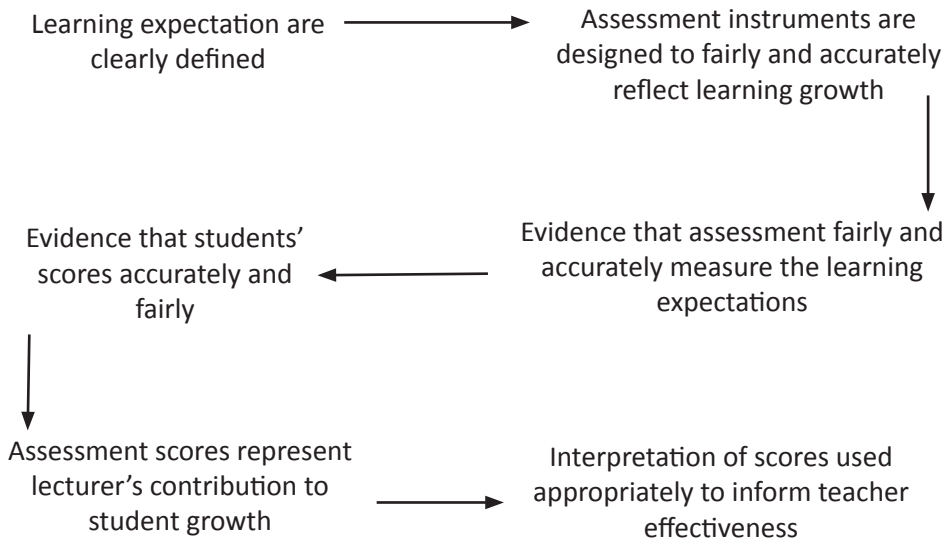 Learning expectation are
clearly defined
Assessment instruments are
designed to fairly and accurately
reflect learning growth
Evidence that assessment fairly and
accurately measure the learning
expectations
Evidence that students’
scores accurately and
fairly
Assessment scores represent
lecturer’s contribution to
student growth
Interpretation of scores used
appropriately to inform teacher
effectiveness